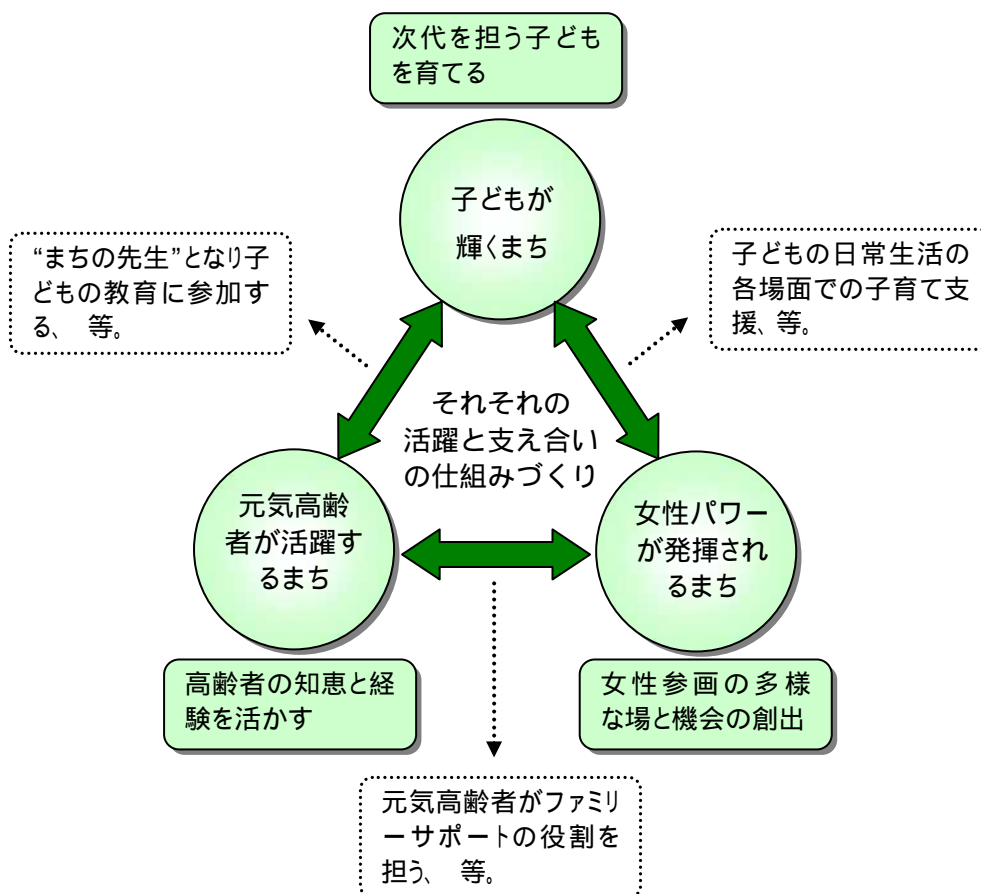 次代を担う子ども
を育てる
子どもが
輝くまち
“まちの先生”となり子
どもの教育に参加す
る、 等。
子どもの日常生活の
各場面での子育て支
援、等。
それそれの
活躍と支え合い
の仕組みづくり
元気高齢
者が活躍す
るまち
女性パワー
が発揮され
るまち
高齢者の知恵と経
験を活かす
女性参画の多様
な場と機会の創出
元気高齢者がファミリ
ーサポートの役割を
担う、 等。